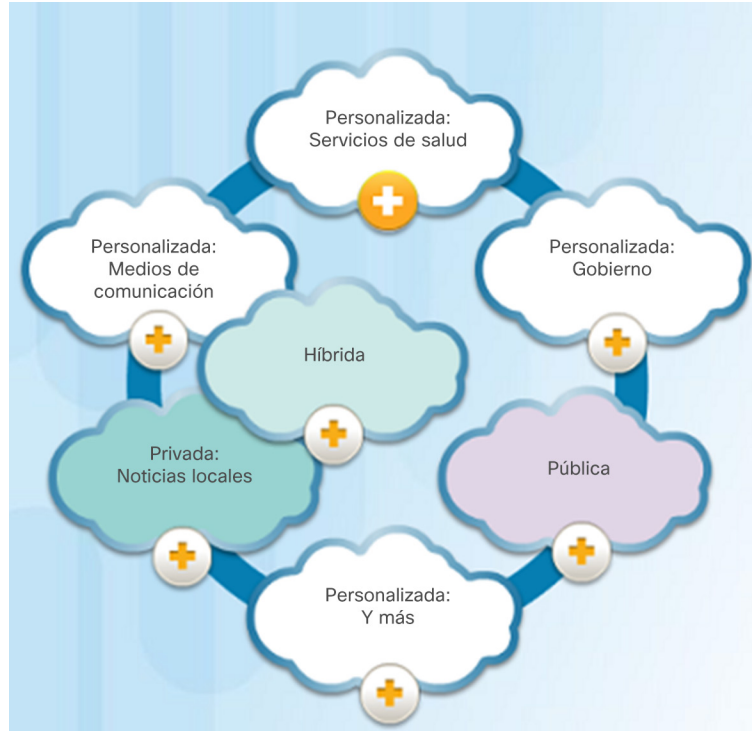 Personalizada:
Servicios de salud
Personalizada:
Medios de
comunicación
Personalizada:
Gobierno
Híbrida
Privada:
Noticias locales
Pública
Personalizada:
Y más